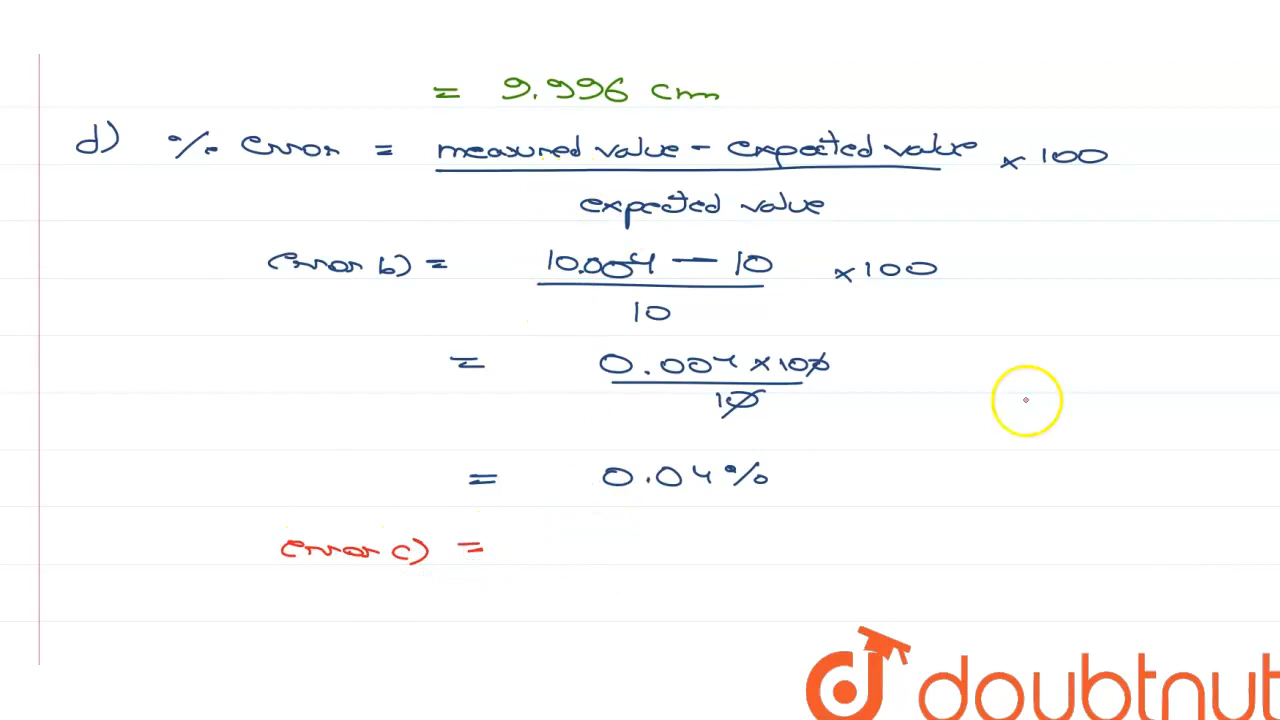 = 9.996 cm
d) % error = measured value - expected value × 100
expected value
error b) = 10.004 — 10 × 100
10
= 0.004 × 100
10
= 0.04 %
error c) =
doubtnut